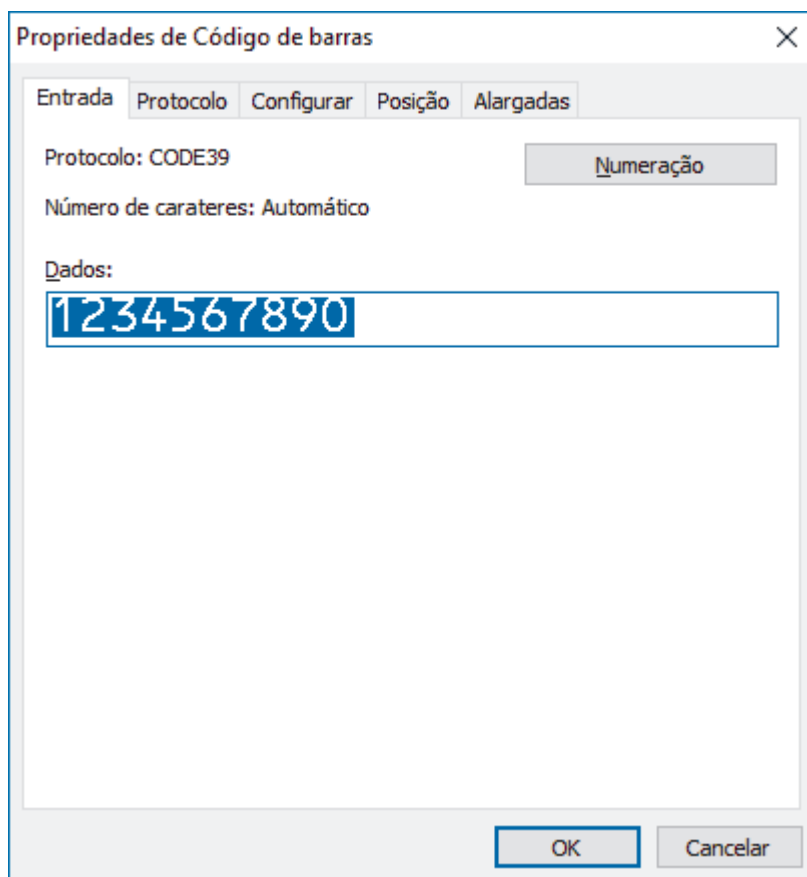 Propriedades de Código de barras
Entrada Protocolo Configurar Posição Alargadas
Protocolo: CODE39 Numeração
Número de carateres: Automático
Dados:
1234567890
OK Cancelar